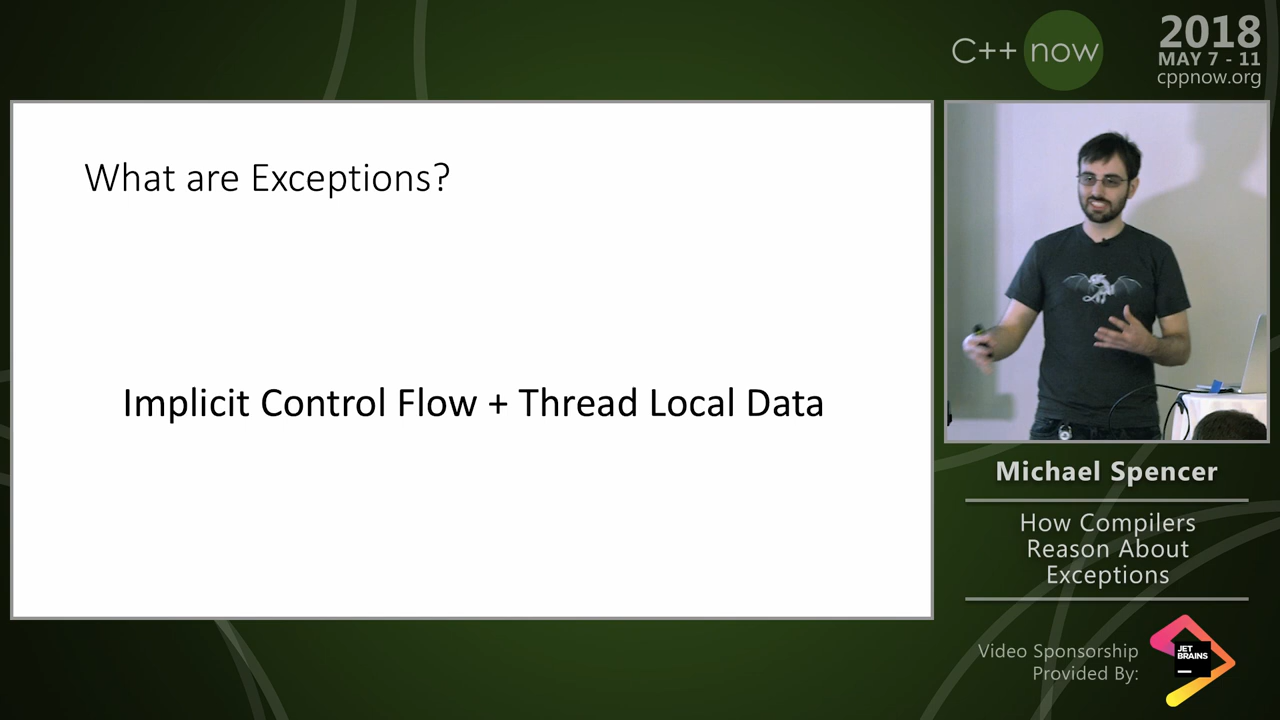 C++ now
2018
MAY 7 - 11
cppnow.org
What are Exceptions?
Implicit Control Flow + Thread Local Data
Michael Spencer
How Compilers
Reason About
Exceptions
Video Sponsorship
Provided By:
JET
BRAINS